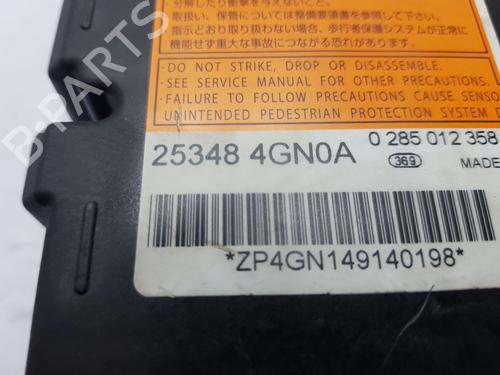 だり衝撃を与えないこと。
取扱い、保管については整備要領書を参照して下さい。
指示どおり取り扱わない場合、歩行者保護システムが正常に
機能せず重大な事故につながる恐れがあります。
・DO NOT STRIKE, DROP OR DISASSEMBLE.
・SEE SERVICE MANUAL FOR OTHER PRECAUTIONS.
・FAILURE TO FOLLOW PRECAUTIONS CAUSE SENSO
UNINTENDED PEDESTRIAN PROTECTION SYSTEM
25348 4GN0A
0 285 012 358
369
MADE
*ZP4GN149140198*
B-PARTS